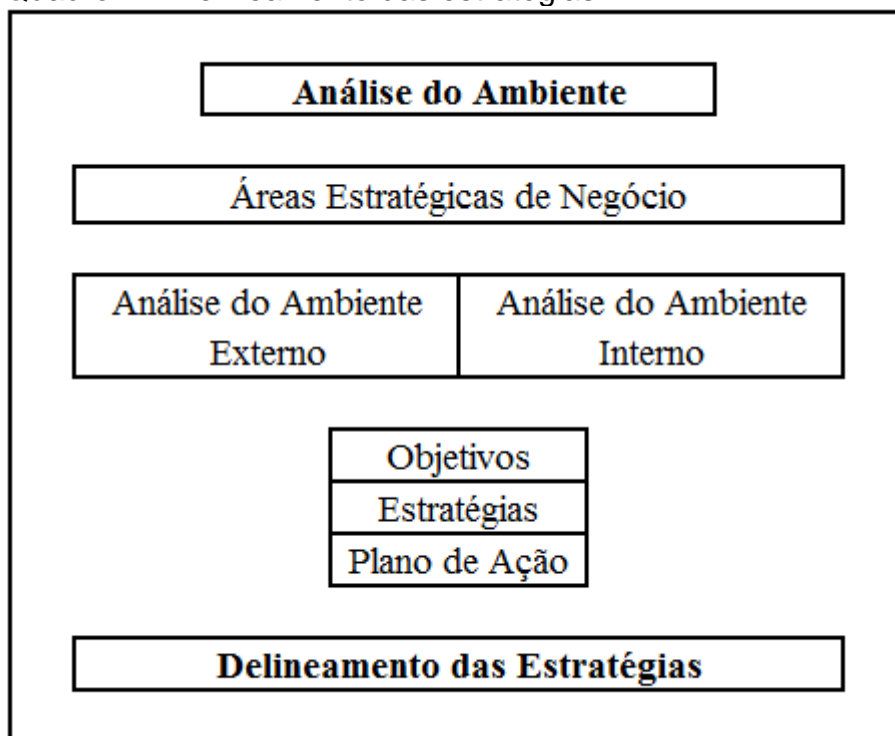 Análise do Ambiente
Áreas Estratégicas de Negócio
Análise do Ambiente
Externo
Análise do Ambiente
Interno
Objetivos
Estratégias
Plano de Ação
Delineamento das Estratégias